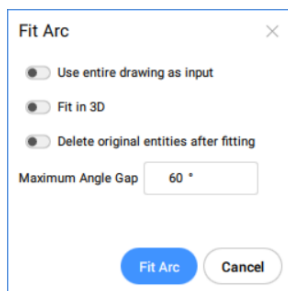 Fit Arc
Use entire drawing as input
Fit in 3D
Delete original entities after fitting
Maximum Angle Gap 60 °
Fit Arc Cancel